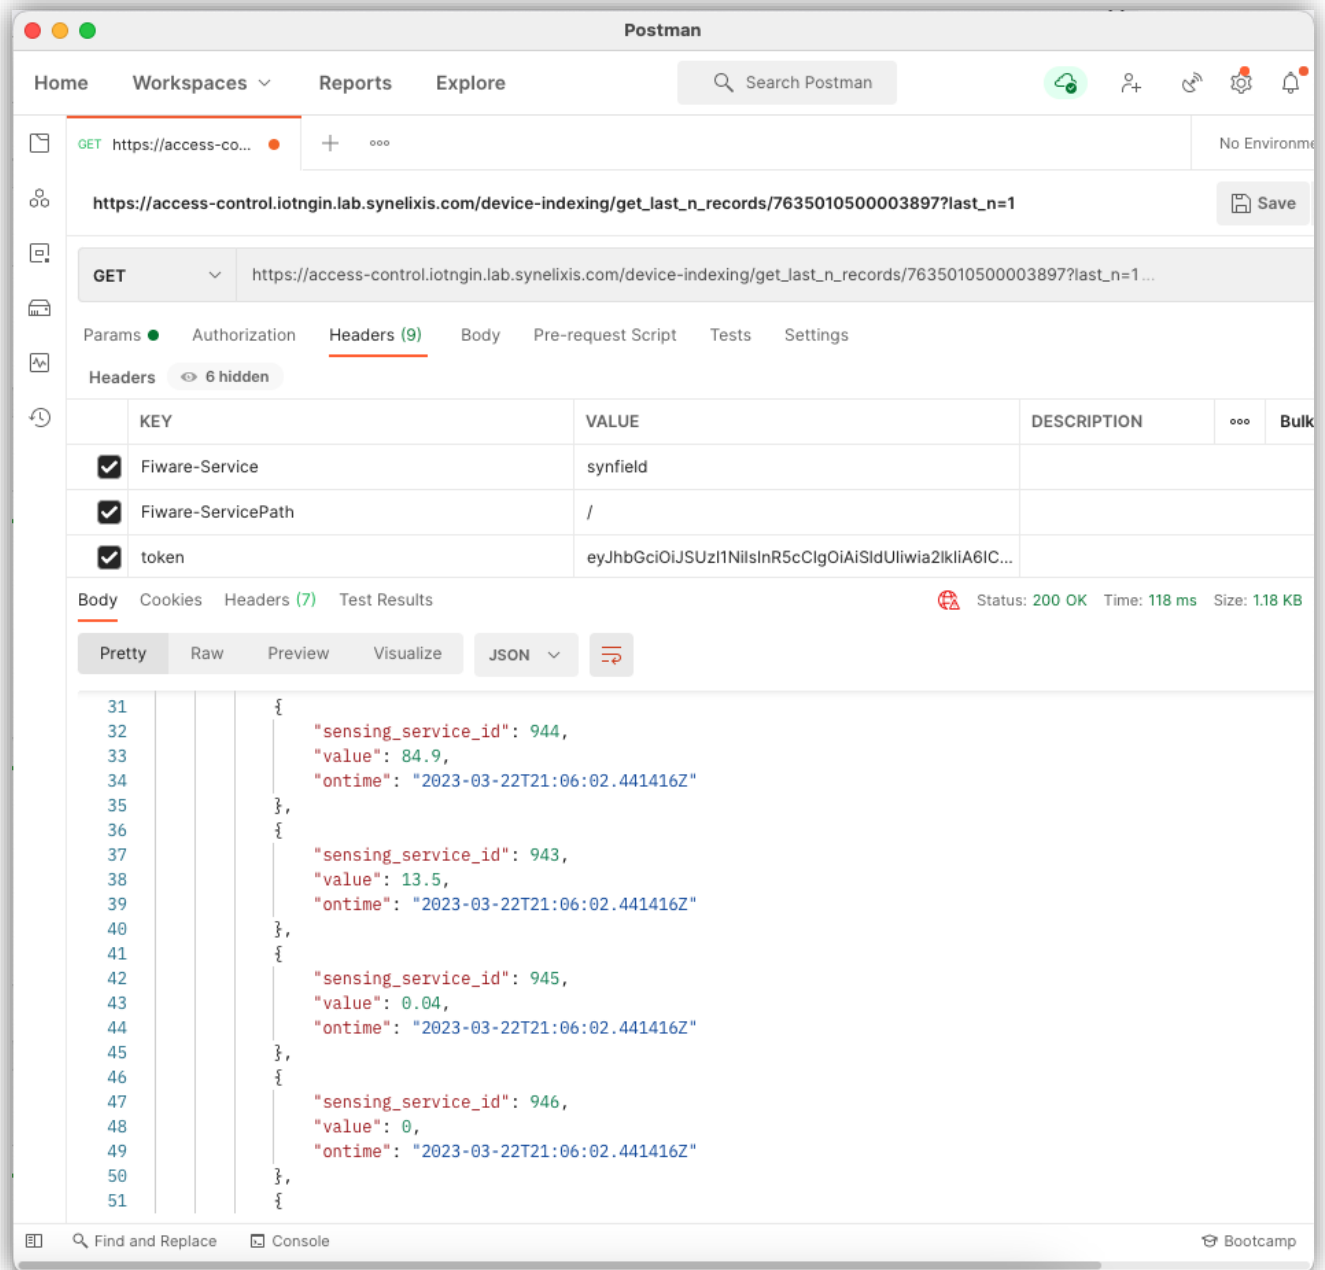 Postman
Home Workspaces Reports Explore Search Postman
GET https://access-co... No Environme
https://access-control.iotngin.lab.synelixis.com/device-indexing/get_last_n_records/7635010500003897?last_n=1 Save
GET https://access-control.iotngin.lab.synelixis.com/device-indexing/get_last_n_records/7635010500003897?last_n=1...
Params Authorization Headers (9) Body Pre-request Script Tests Settings
Headers 6 hidden
KEY VALUE DESCRIPTION ooo Bulk
Fiware-Service synfield
Fiware-ServicePath /
token eyJhbGciOiJSUzI1NiIsInR5cCIgOiAiSldUIiwia2lkIiA6IC...
Body Cookies Headers (7) Test Results Status: 200 OK Time: 118 ms Size: 1.18 KB
Pretty Raw Preview Visualize JSON
31 {
32 "sensing_service_id": 944,
33 "value": 84.9,
34 "ontime": "2023-03-22T21:06:02.441416Z"
35 },
36 {
37 "sensing_service_id": 943,
38 "value": 13.5,
39 "ontime": "2023-03-22T21:06:02.441416Z"
40 },
41 {
42 "sensing_service_id": 945,
43 "value": 0.04,
44 "ontime": "2023-03-22T21:06:02.441416Z"
45 },
46 {
47 "sensing_service_id": 946,
48 "value": 0,
49 "ontime": "2023-03-22T21:06:02.441416Z"
50 },
51 {
Find and Replace Console Bootcamp